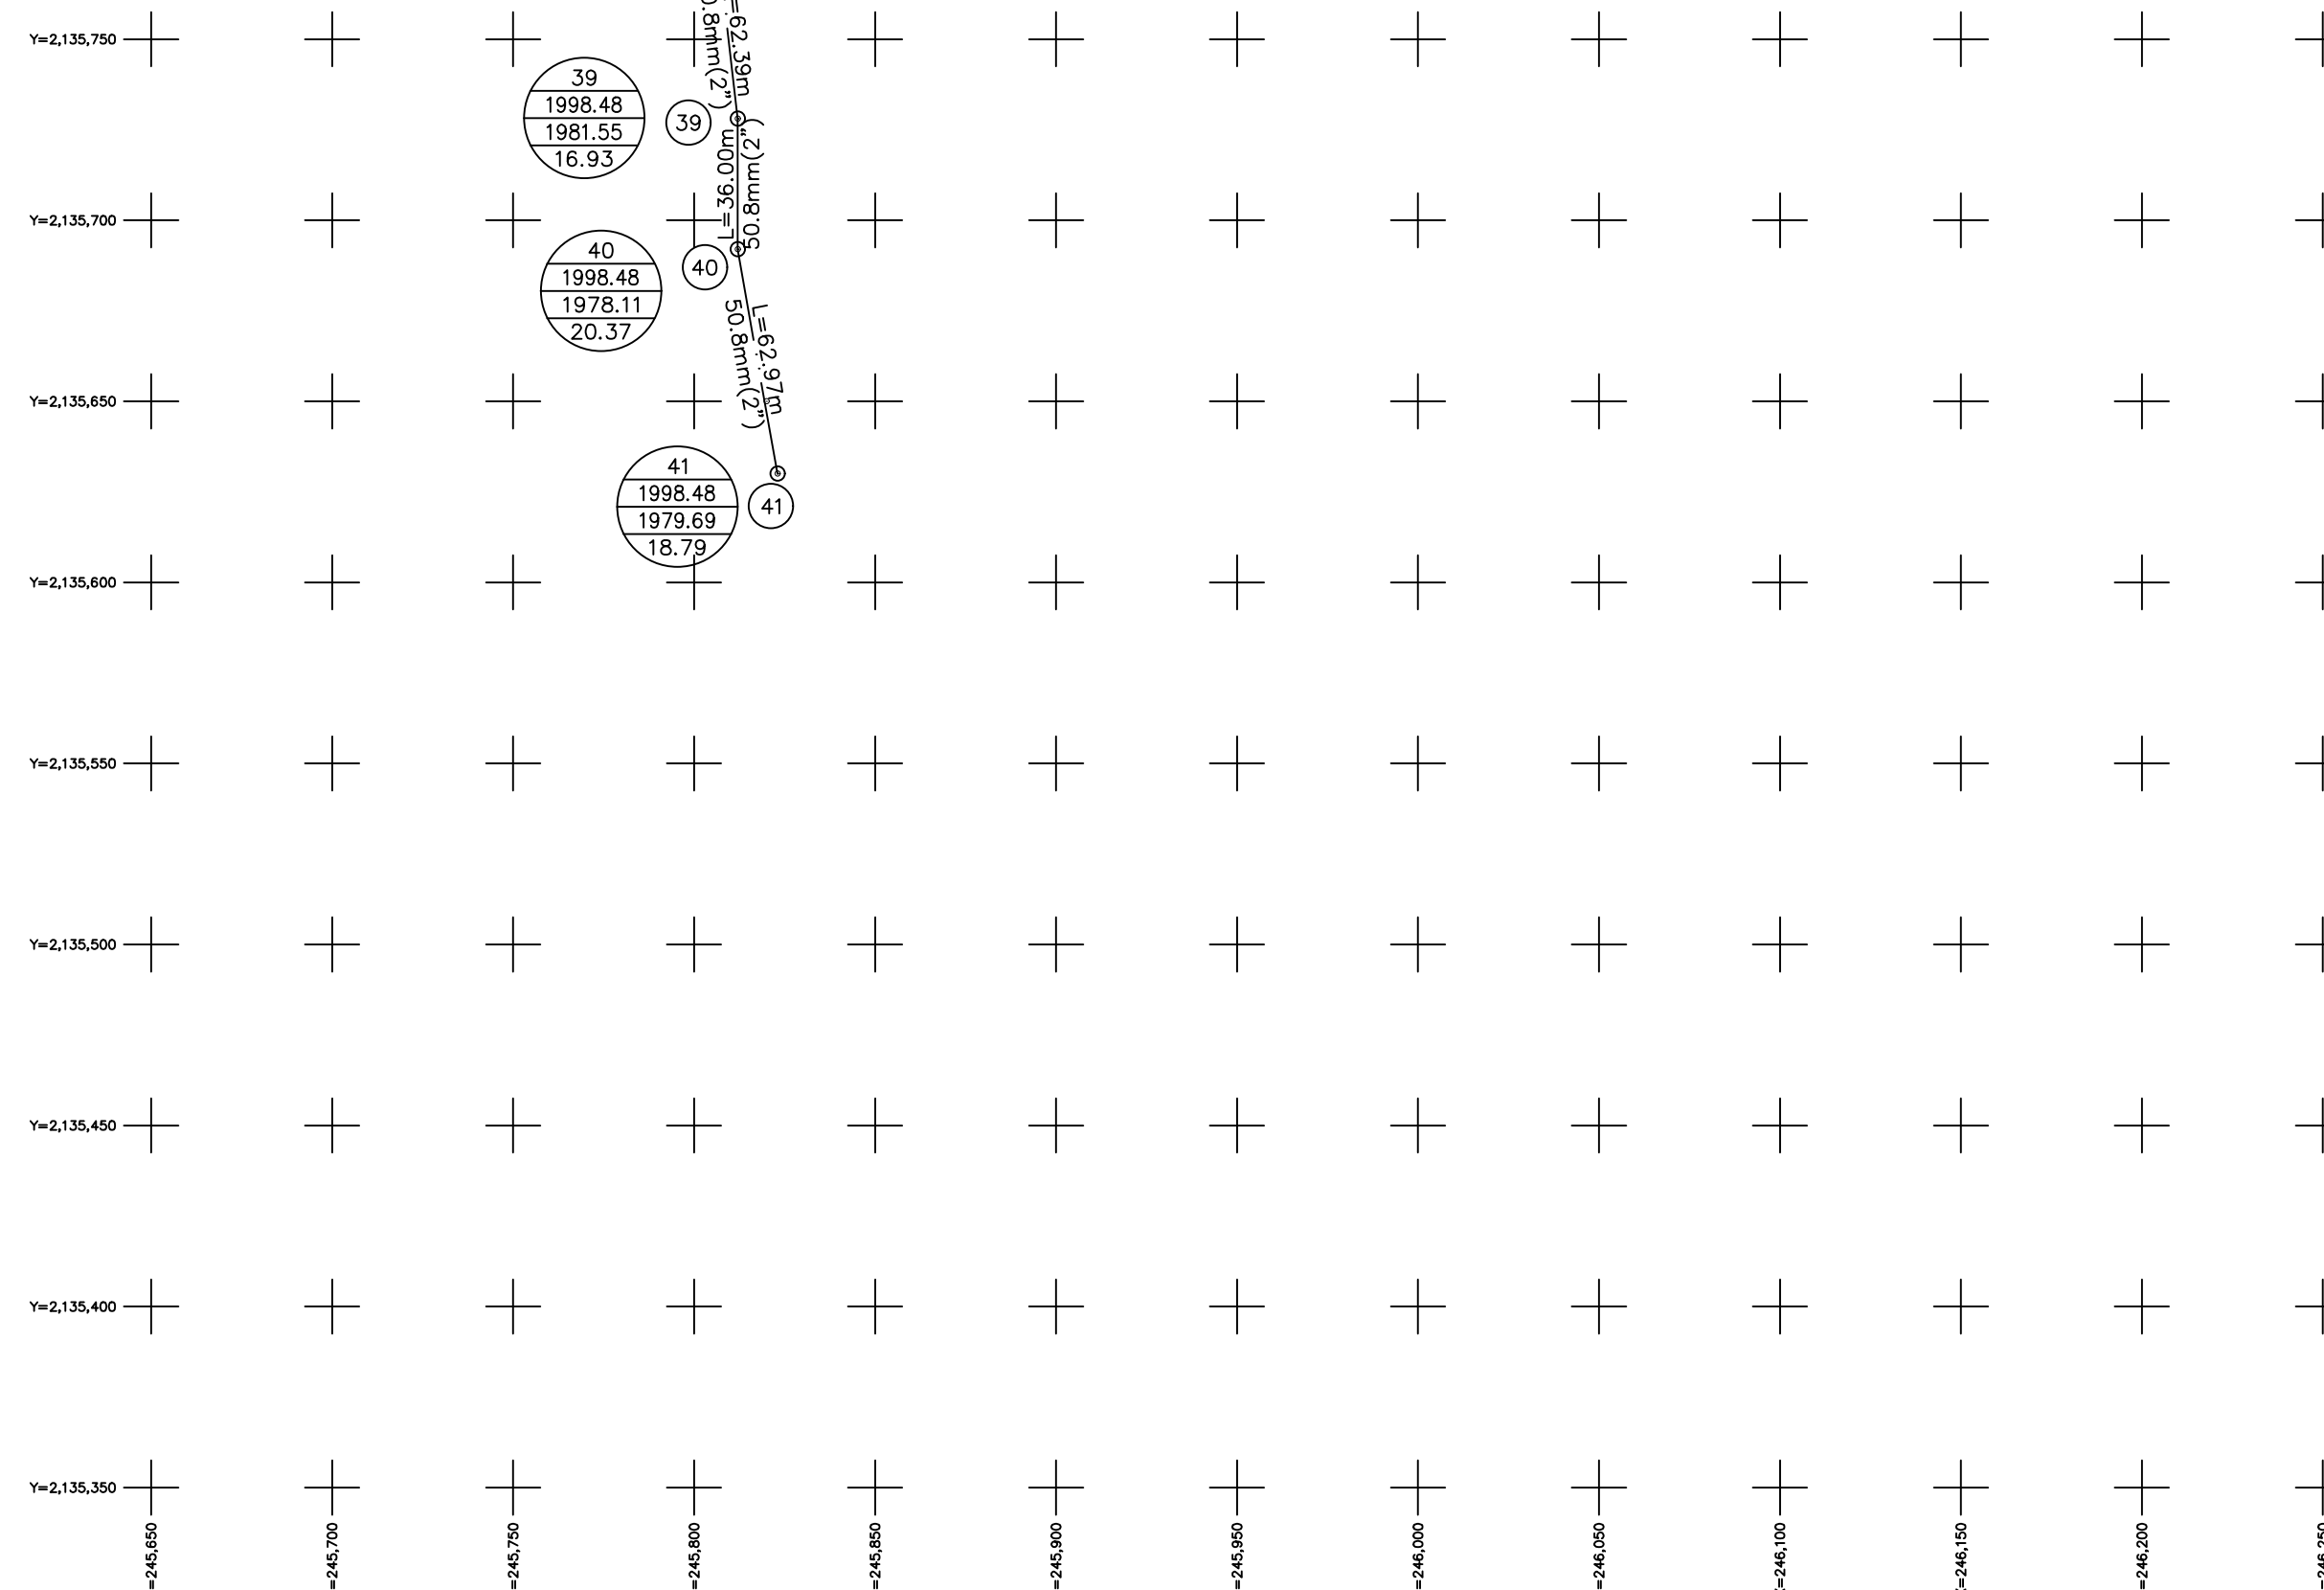 Y=2,135,750
=62.39m
0.8mm(2")
39
1998.48
1981.55
16.93
39
L=36.00m
50.8mm(2")
Y=2,135,700
40
1998.48
1978.11
20.37
40
L=62.97m
50.8mm(2")
Y=2,135,650
41
1998.48
1979.69
18.79
41
Y=2,135,600
Y=2,135,550
Y=2,135,500
Y=2,135,450
Y=2,135,400
Y=2,135,350
=245,650
=245,700
=245,750
=245,800
=245,850
=245,900
=245,950
=246,000
=246,050
X=246,100
X=246,150
=246,200
=246,250